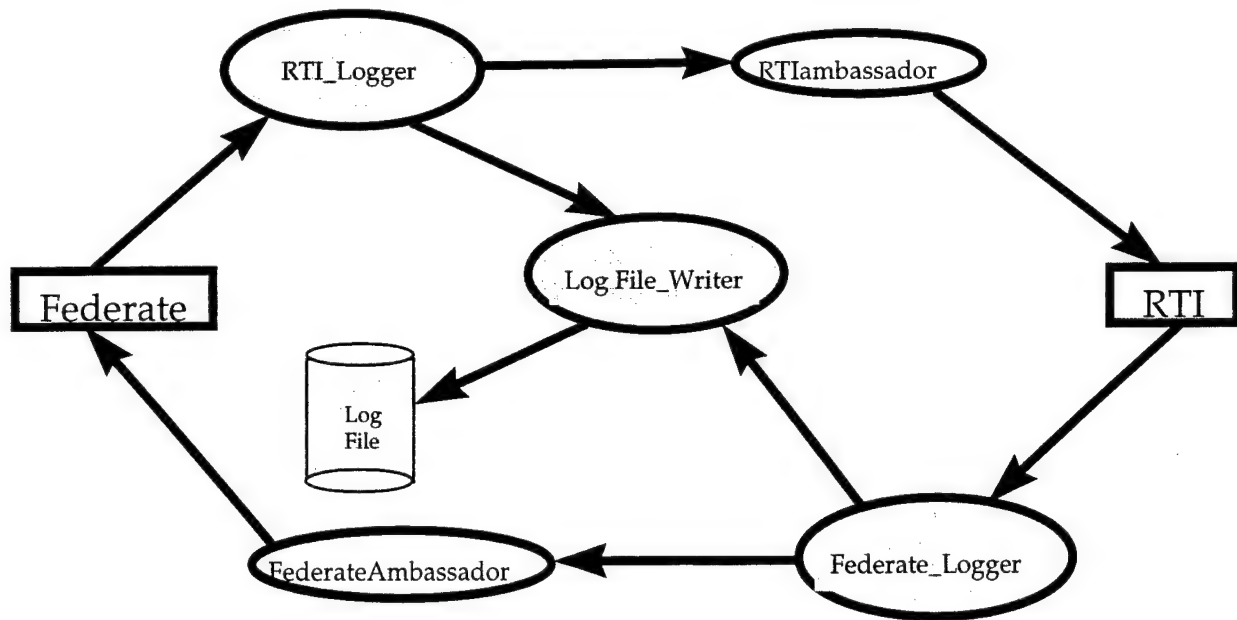 RTI_Logger
RTIambassador
Log File_Writer
Federate
RTI
Log
File
FederateAmbassador
Federate_Logger